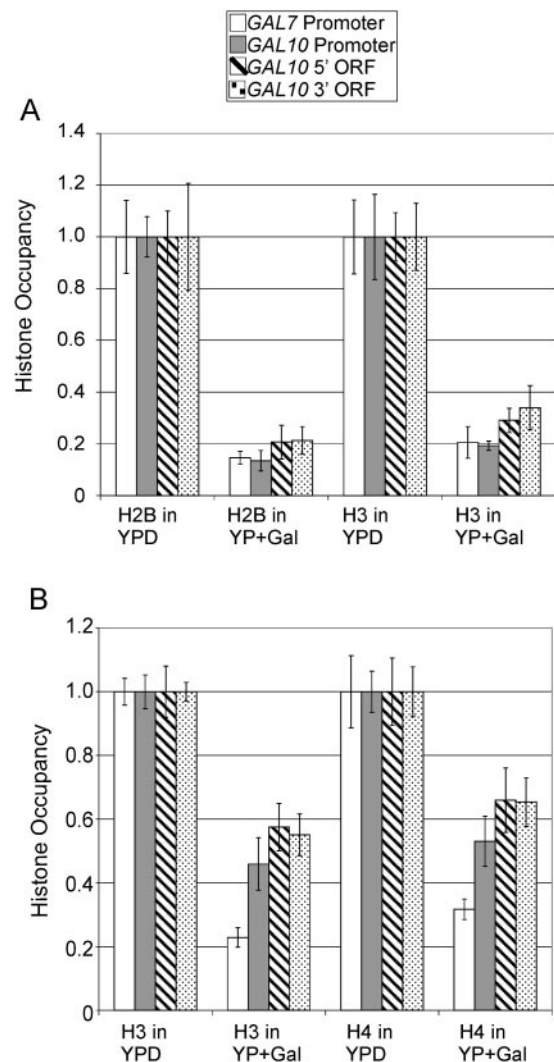 GAL7 Promoter
GAL10 Promoter
GAL10 5' ORF
GAL10 3' ORF
A
1.4
1.2
1.0
0.8
0.6
0.4
0.2
0
Histone Occupancy
H2B in YPD
H2B in YP+Gal
H3 in YPD
H3 in YP+Gal
B
1.2
1.0
0.8
0.6
0.4
0.2
0
Histone Occupancy
H3 in YPD
H3 in YP+Gal
H4 in YPD
H4 in YP+Gal